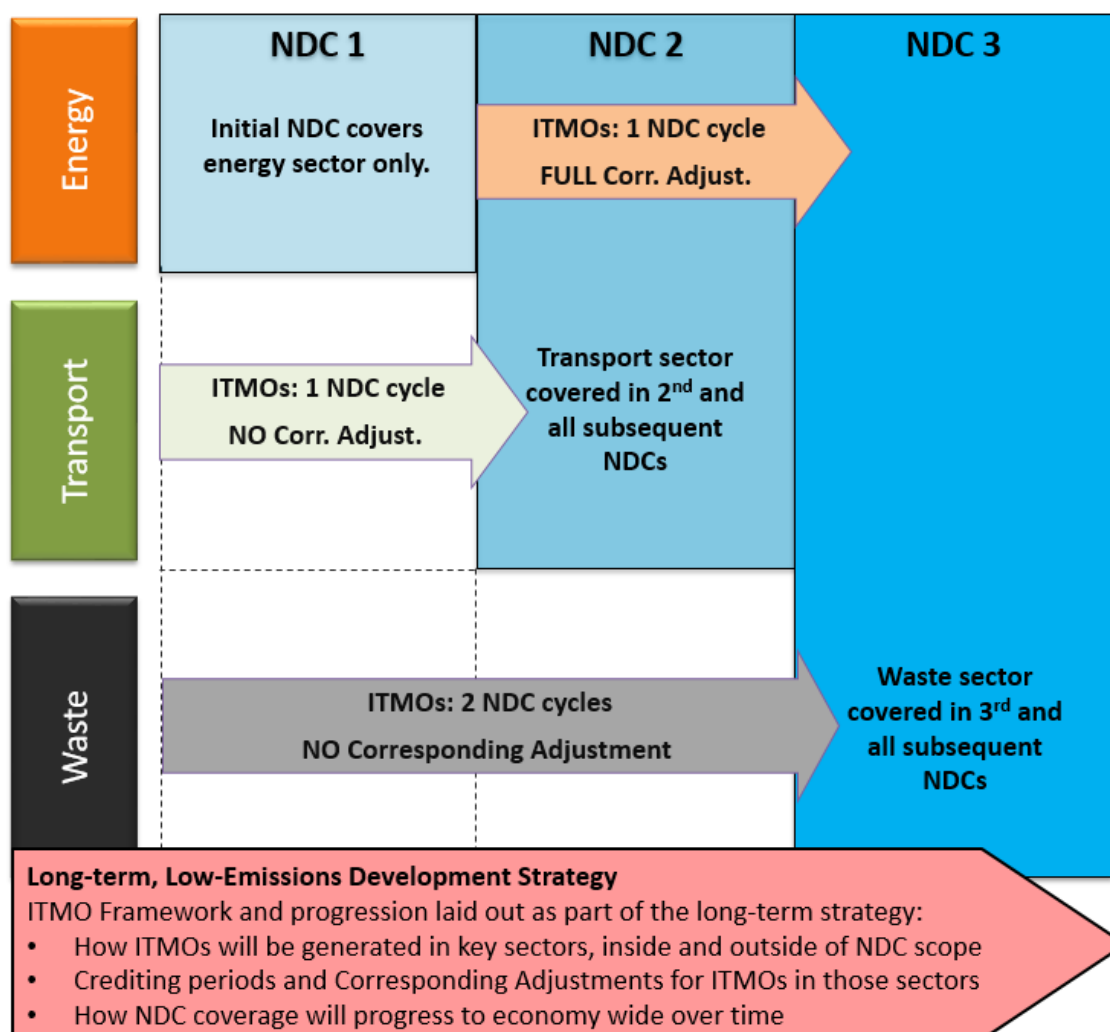 NDC 1
NDC 2
NDC 3
Energy
Initial NDC covers
energy sector only.
ITMOs: 1 NDC cycle
FULL Corr. Adjust.
Transport
ITMOs: 1 NDC cycle
NO Corr. Adjust.
Transport sector
covered in 2nd and
all subsequent
NDCs
Waste
ITMOs: 2 NDC cycles
NO Corresponding Adjustment
Waste sector
covered in 3rd and
all subsequent
NDCs
Long-term, Low-Emissions Development Strategy
ITMO Framework and progression laid out as part of the long-term strategy:
• How ITMOs will be generated in key sectors, inside and outside of NDC scope
• Crediting periods and Corresponding Adjustments for ITMOs in those sectors
• How NDC coverage will progress to economy wide over time